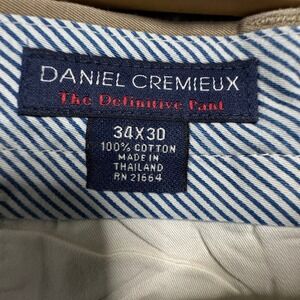 DANIEL CREMIEUX
The Definitive Pant
34X30
100% COTTON
MADE IN
THAILAND
RN 21664